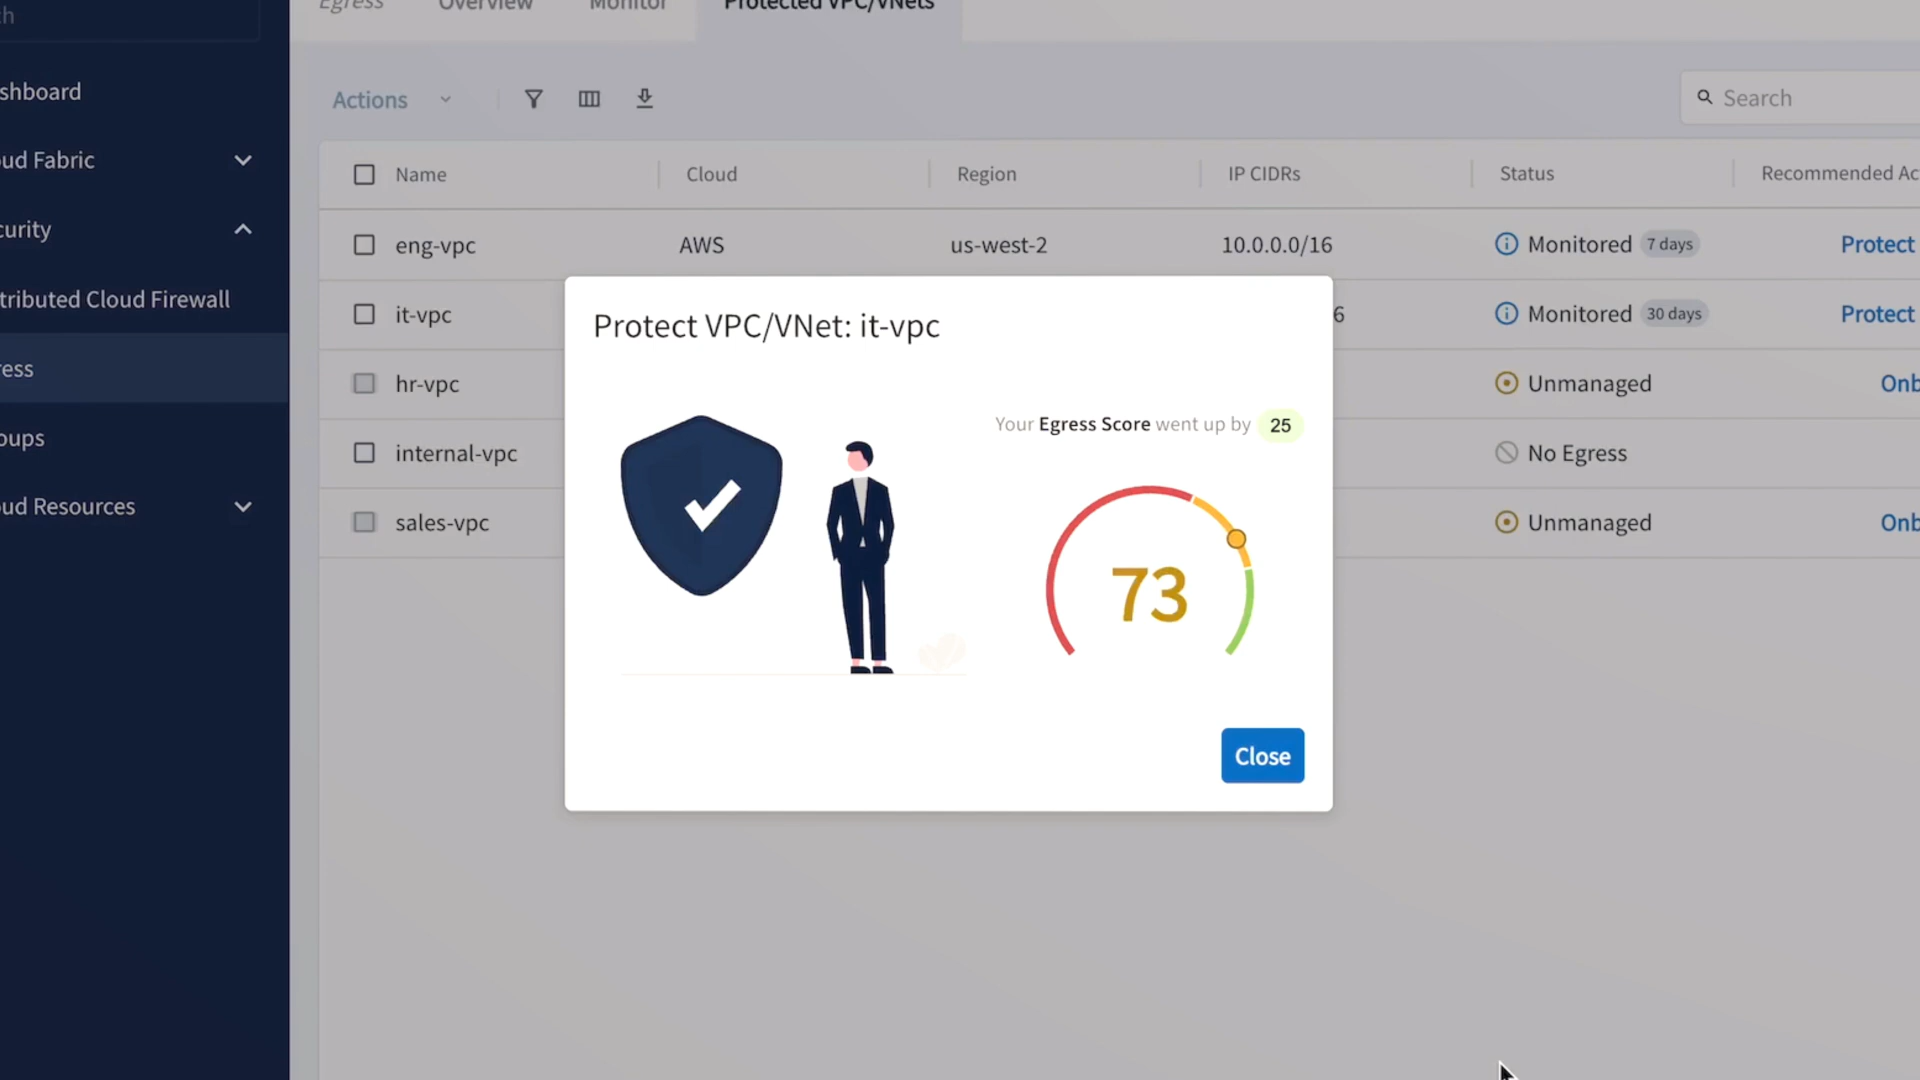 Egress Overview Monitor Protected VPC/VNets
shboard
ud Fabric
curity
tributed Cloud Firewall
ess
oups
ud Resources
Actions
Search
Name Cloud Region IP CIDRs Status Recommended Ac
eng-vpc AWS us-west-2 10.0.0.0/16 Monitored 7 days Protect
it-vpc 6 Monitored 30 days Protect
hr-vpc Unmanaged Onb
internal-vpc No Egress
sales-vpc Unmanaged Onb
Protect VPC/VNet: it-vpc
Your Egress Score went up by 25
73
Close